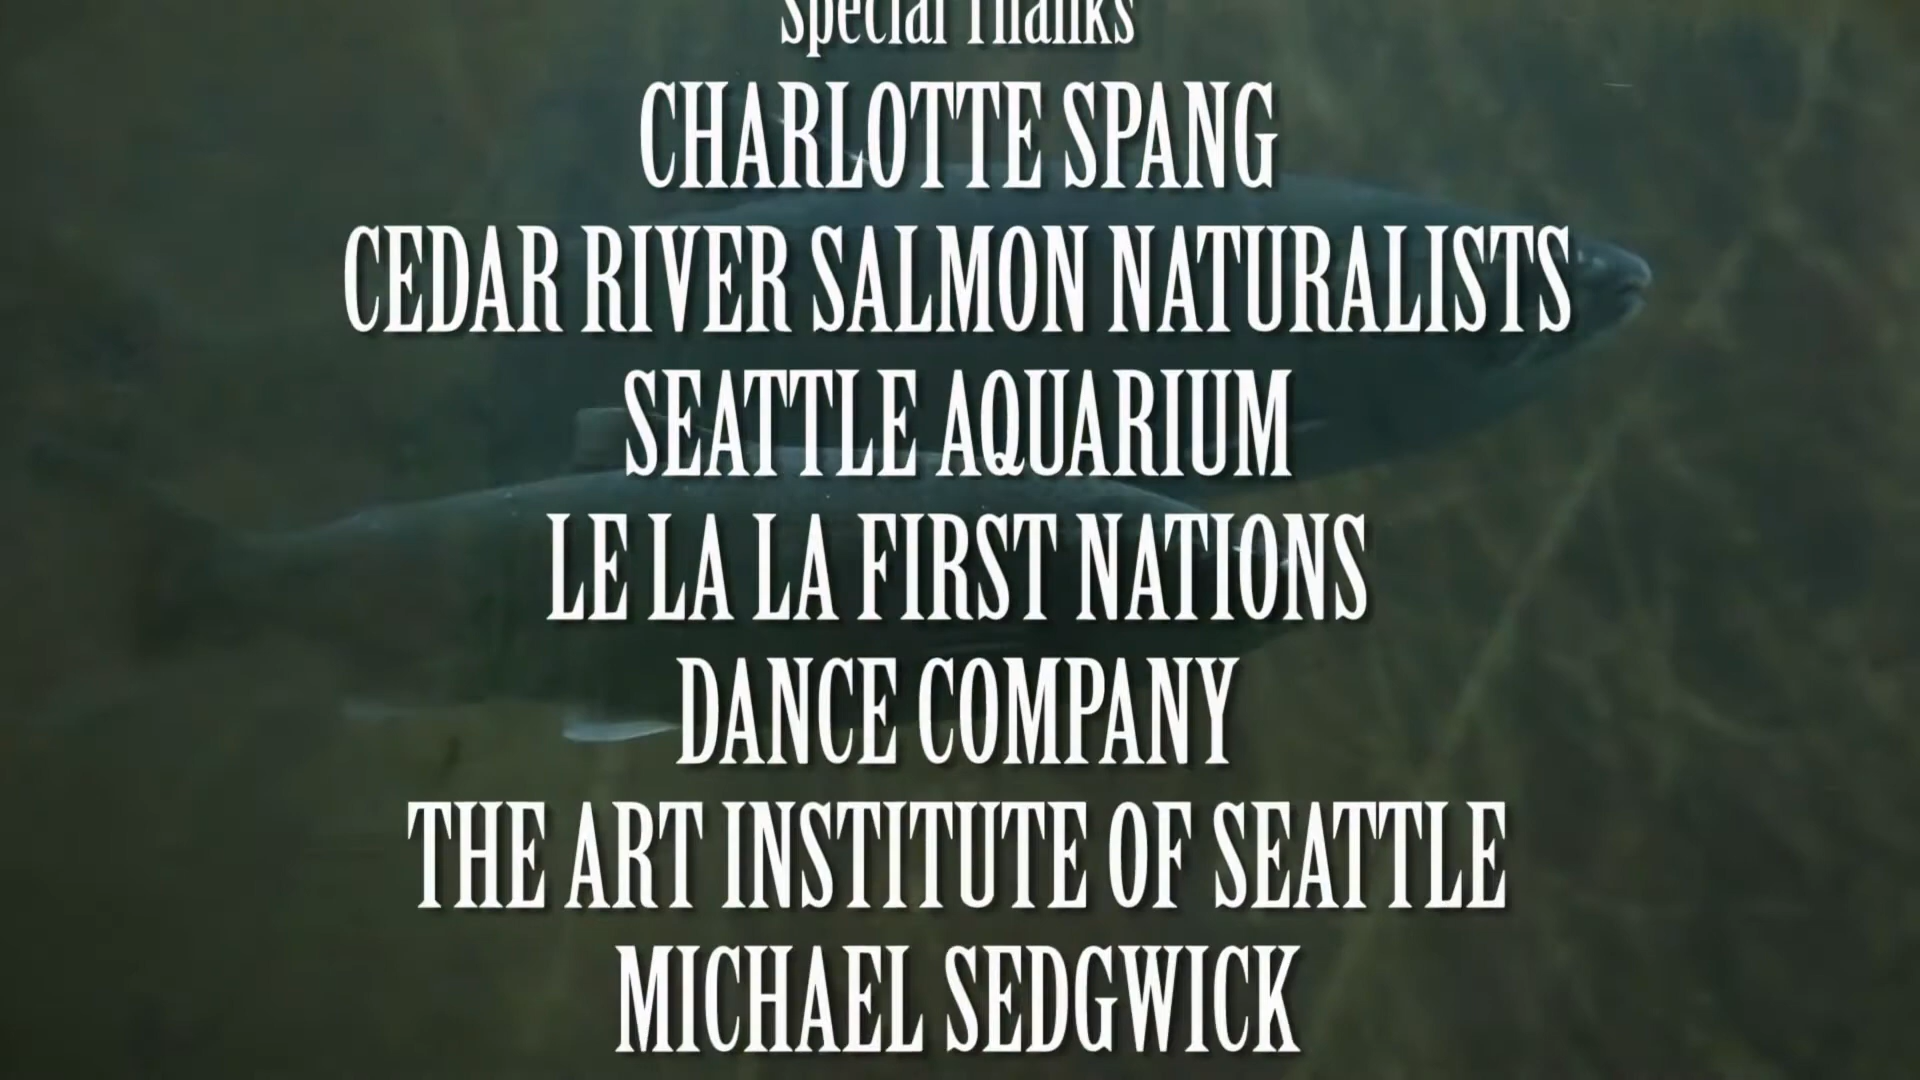 Special Thanks
CHARLOTTE SPANG
CEDAR RIVER SALMON NATURALISTS
SEATTLE AQUARIUM
LE LA LA FIRST NATIONS
DANCE COMPANY
THE ART INSTITUTE OF SEATTLE
MICHAEL SEDGWICK